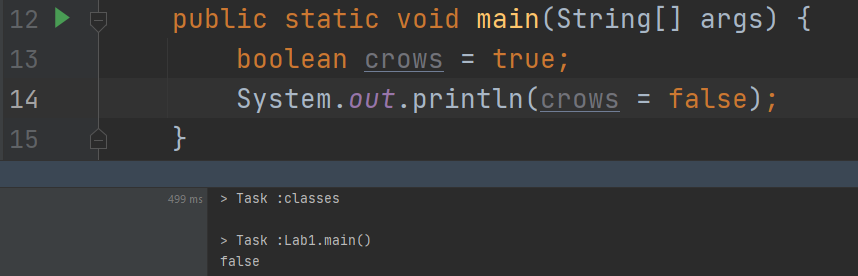 12 public static void main(String[] args) {
13 boolean crows = true;
14 System.out.println(crows = false);
15 }
499 ms > Task :classes
> Task :Lab1.main()
false